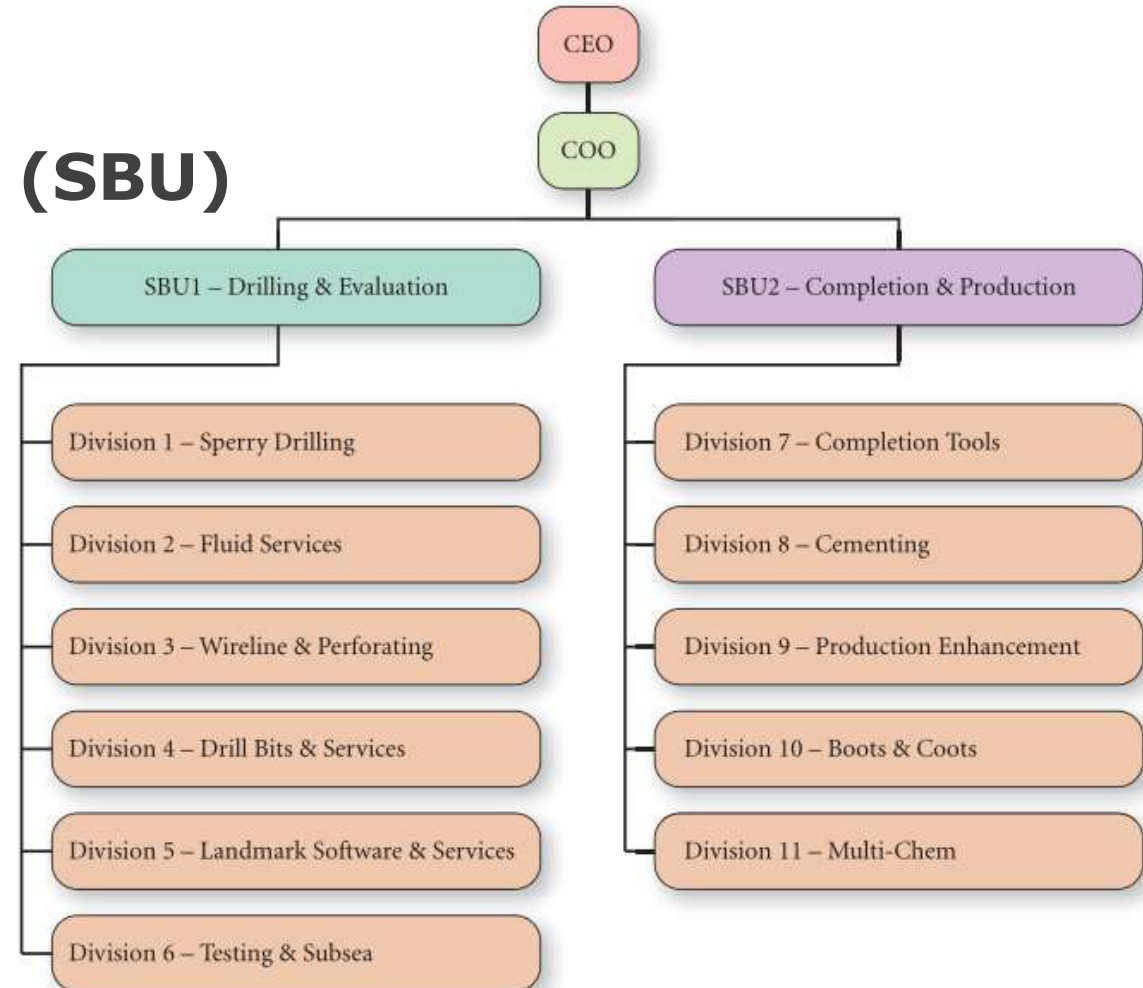 CEO
COO
(SBU)
SBU1 – Drilling & Evaluation
Division 1 – Sperry Drilling
Division 2 – Fluid Services
Division 3 – Wireline & Perforating
Division 4 – Drill Bits & Services
Division 5 – Landmark Software & Services
Division 6 – Testing & Subsea
SBU2 – Completion & Production
Division 7 – Completion Tools
Division 8 – Cementing
Division 9 – Production Enhancement
Division 10 – Boots & Coots
Division 11 – Multi-Chem